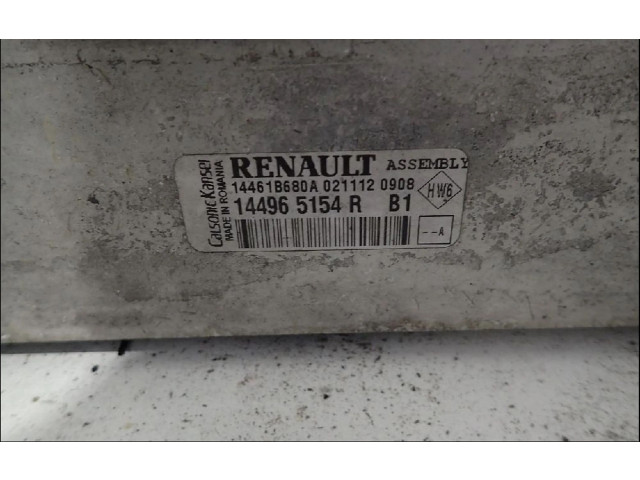 Calsonic Kansei
MADE IN ROMANIA
RENAULT ASSEMBLY
14461B680A 021112 0908
14496 5154 R B1
HW6
--A